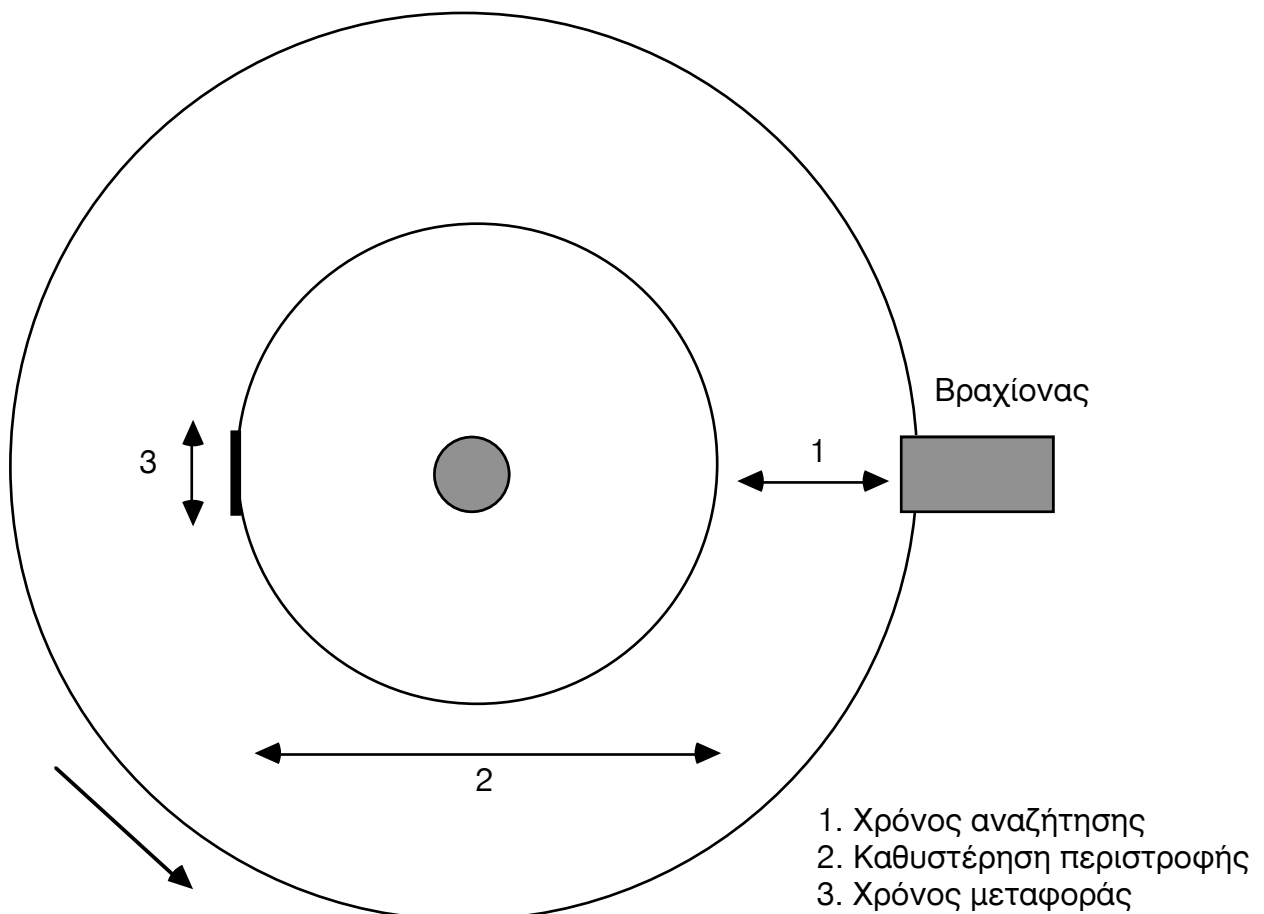 Βραχίονας
1
3
2
1. Χρόνος αναζήτησης
2. Καθυστέρηση περιστροφής
3. Χρόνος μεταφοράς